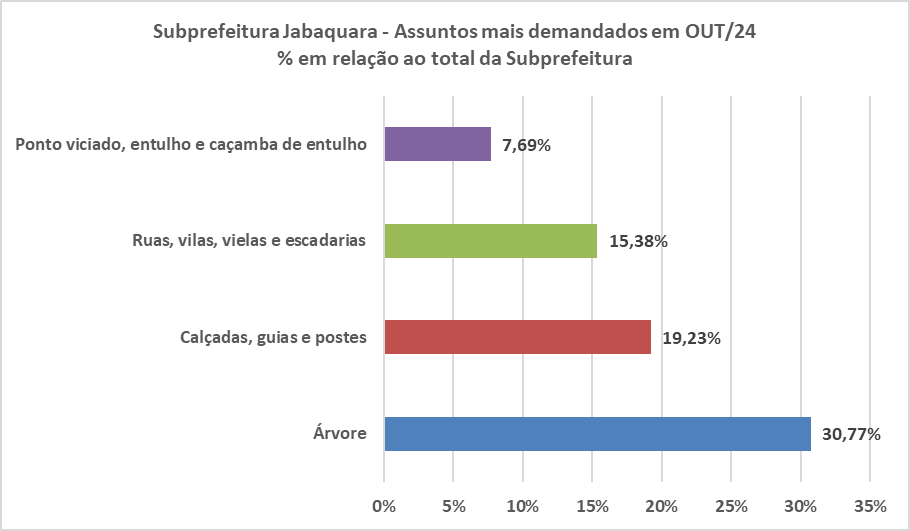 Subprefeitura Jabaquara - Assuntos mais demandados em OUT/24
% em relação ao total da Subprefeitura
Ponto viciado, entulho e caçamba de entulho
7,69%
Ruas, vilas, vielas e escadarias
15,38%
Calçadas, guias e postes
19,23%
Árvore
30,77%
0% 5% 10% 15% 20% 25% 30% 35%